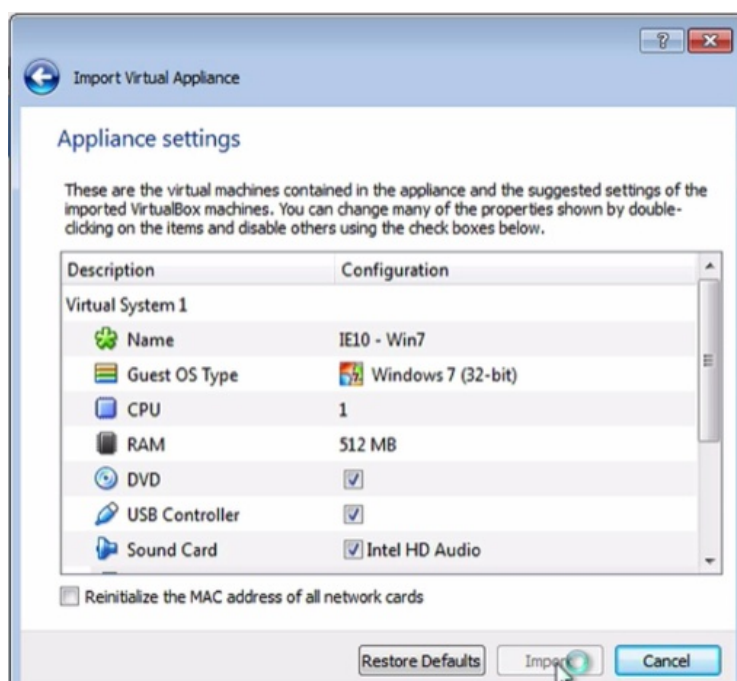 ?
Import Virtual Appliance
Appliance settings
These are the virtual machines contained in the appliance and the suggested settings of the
imported VirtualBox machines. You can change many of the properties shown by double-
clicking on the items and disable others using the check boxes below.
Description Configuration
Virtual System 1
Name IE10 - Win7
Guest OS Type Windows 7 (32-bit)
CPU 1
RAM 512 MB
DVD
USB Controller
Sound Card Intel HD Audio
Reinitialize the MAC address of all network cards
Restore Defaults Import Cancel